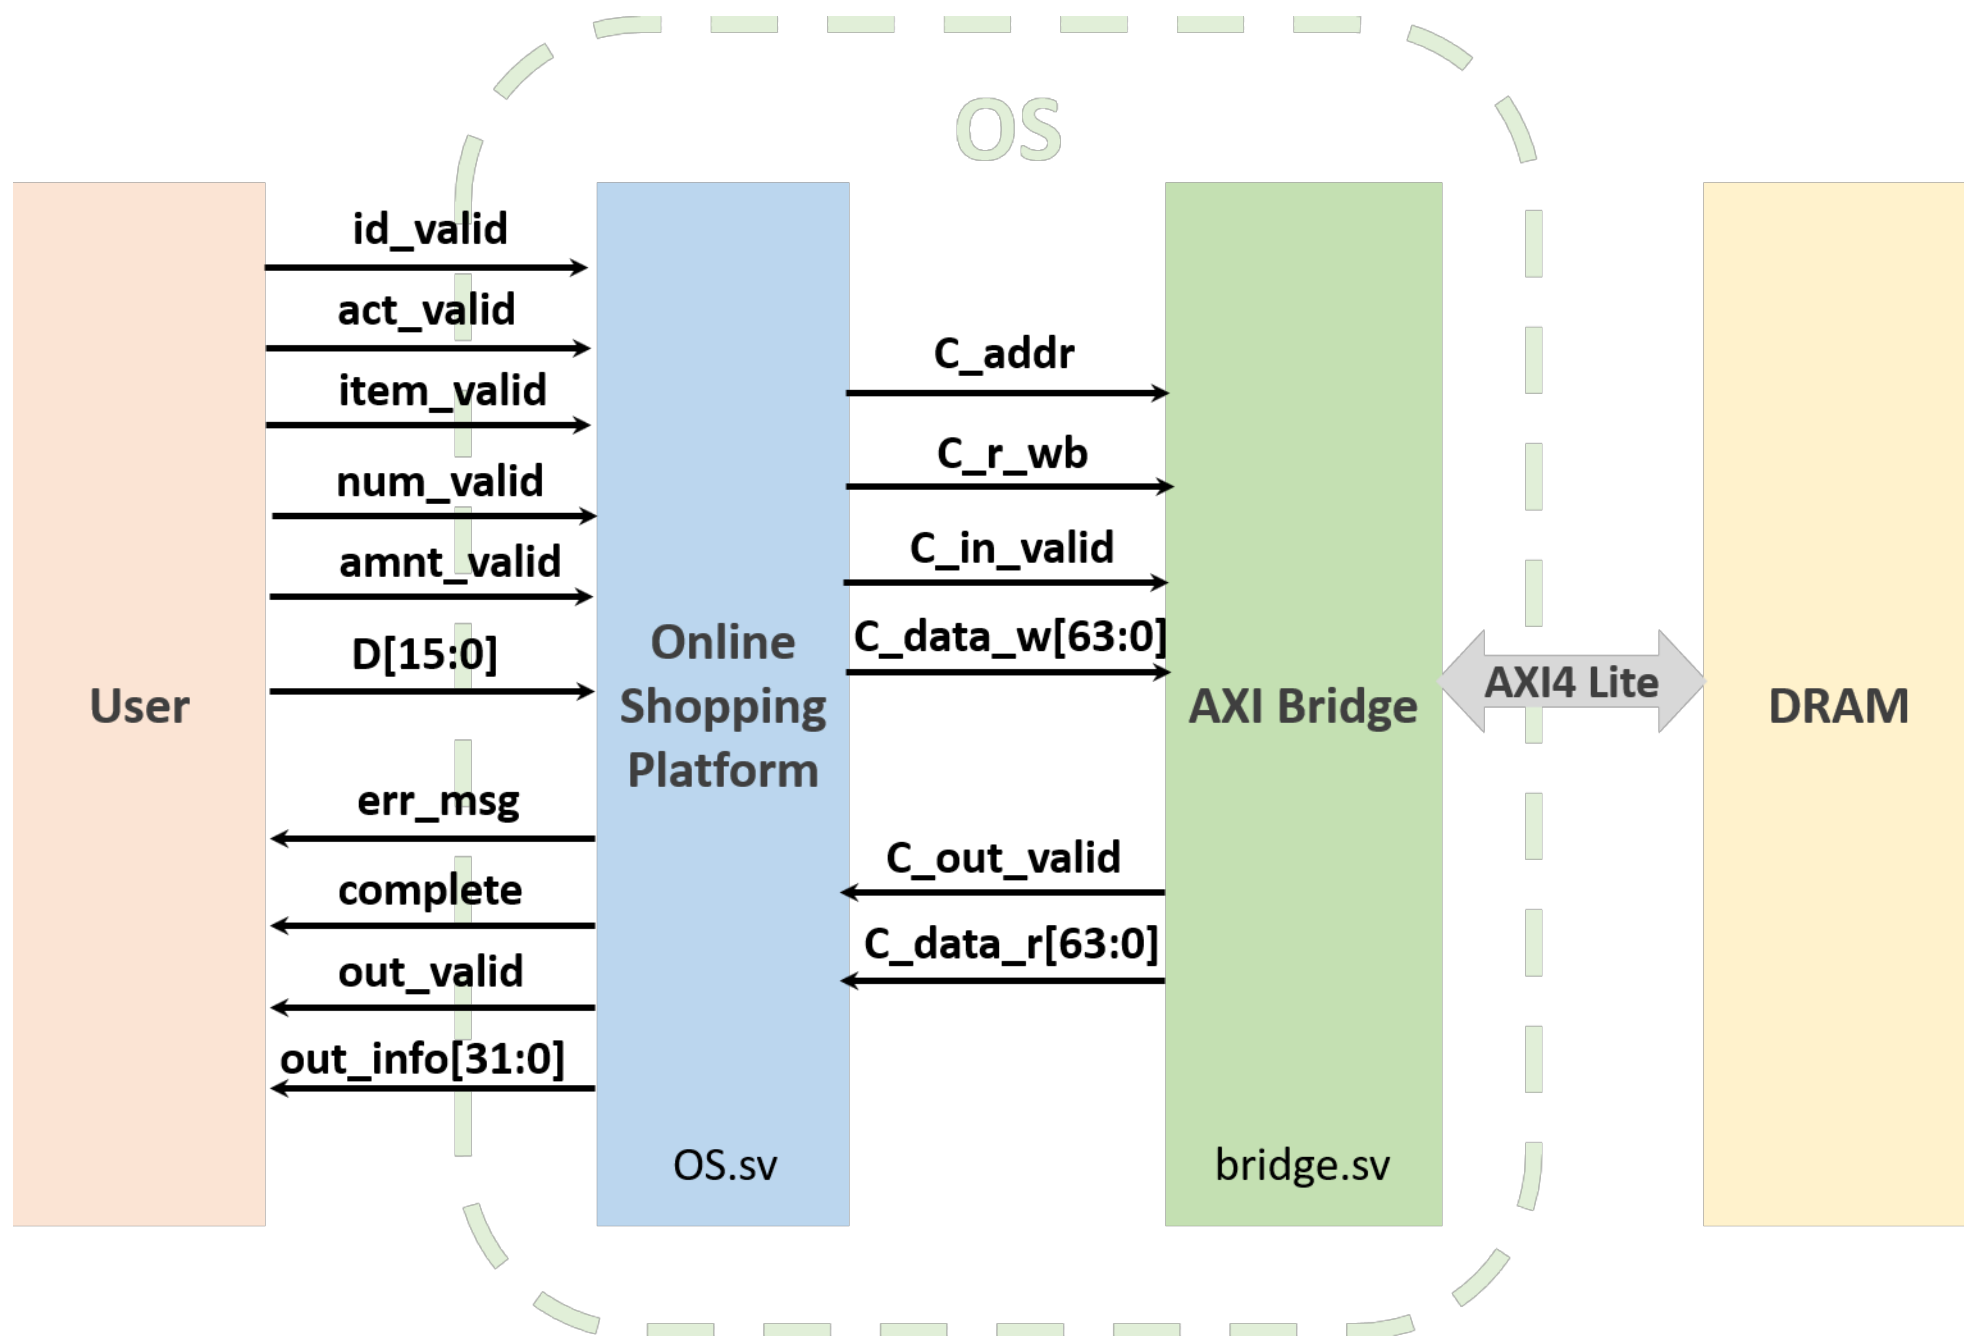 OS
id_valid
act_valid
item_valid
num_valid
amnt_valid
D[15:0]
err_msg
complete
out_valid
out_info[31:0]
User
Online
Shopping
Platform
OS.sv
C_addr
C_r_wb
C_in_valid
C_data_w[63:0]
C_out_valid
C_data_r[63:0]
AXI Bridge
bridge.sv
AXI4 Lite
DRAM